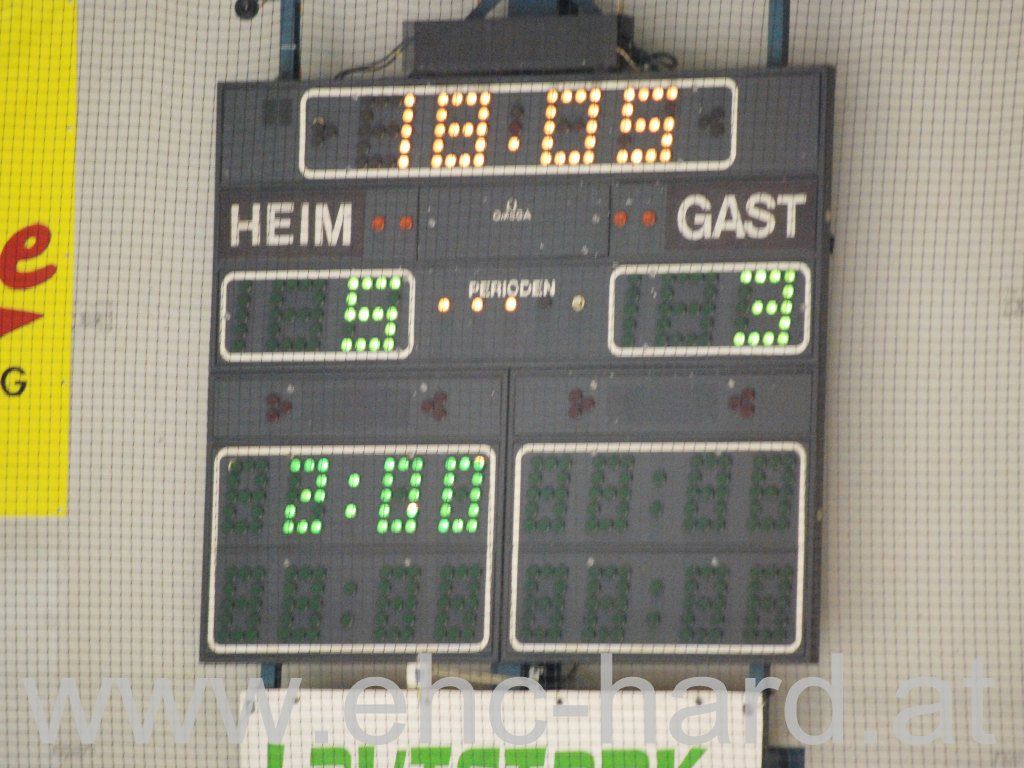 18:05
HEIM GAST
Ω
OMEGA
PERIODEN
5 3
e
G
2:00
www.ehc-hard.at